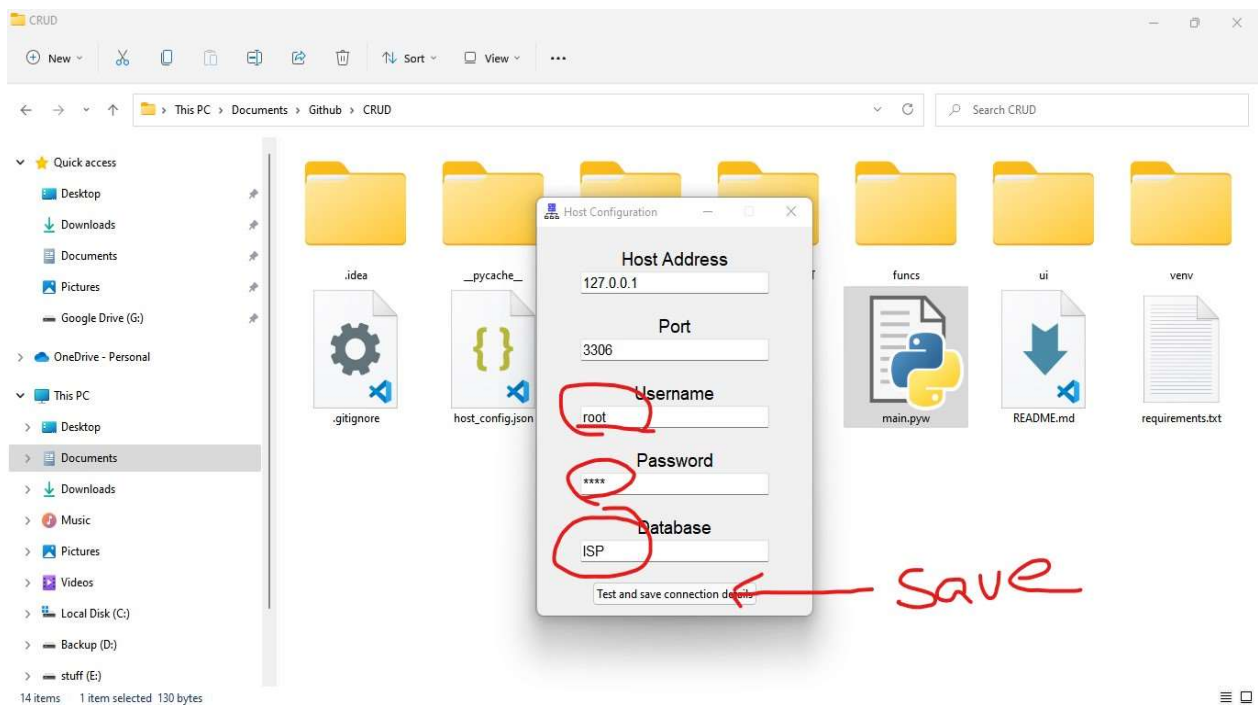 CRUD
New
Sort
View
This PC > Documents > Github > CRUD
Search CRUD
Quick access
Desktop
Downloads
Documents
Pictures
Google Drive (G:)
OneDrive - Personal
This PC
Desktop
Documents
Downloads
Music
Pictures
Videos
Local Disk (C:)
Backup (D:)
stuff (E:)
.idea
__pycache__
funcs
ui
venv
.gitignore
host_config.json
main.pyw
README.md
requirements.txt
Host Configuration
Host Address
127.0.0.1
Port
3306
Username
root
Password
****
Database
ISP
Test and save connection details
save
14 items 1 item selected 130 bytes